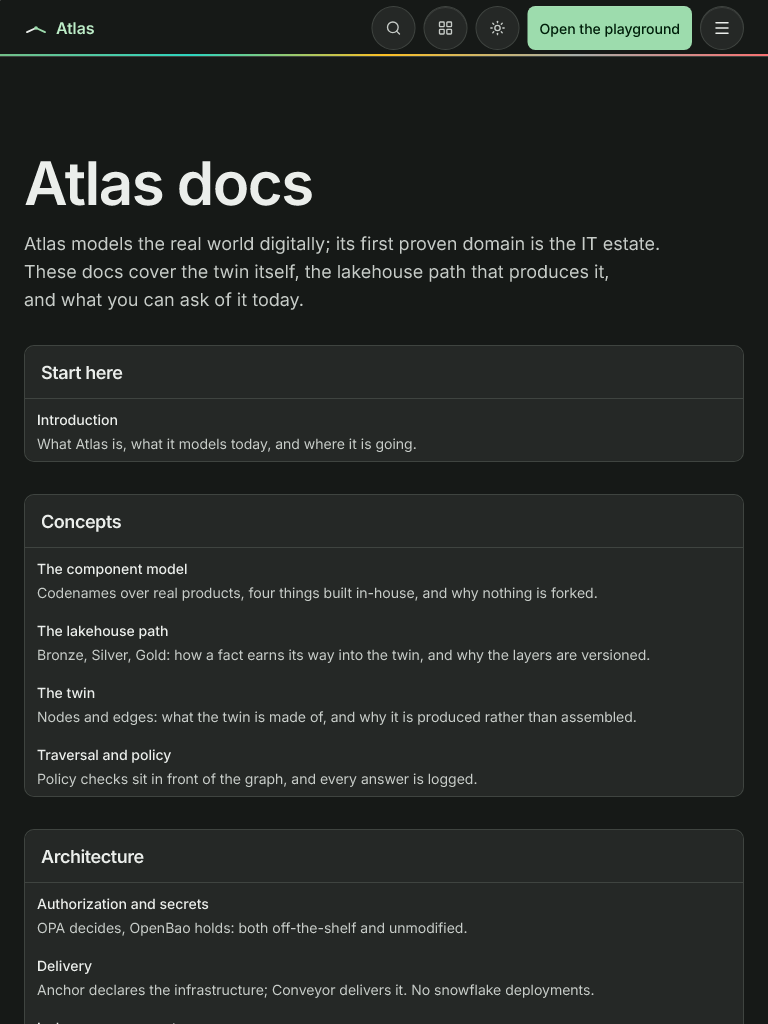 Atlas
Open the playground
Atlas docs
Atlas models the real world digitally; its first proven domain is the IT estate.
These docs cover the twin itself, the lakehouse path that produces it,
and what you can ask of it today.
Start here
Introduction
What Atlas is, what it models today, and where it is going.
Concepts
The component model
Codenames over real products, four things built in-house, and why nothing is forked.
The lakehouse path
Bronze, Silver, Gold: how a fact earns its way into the twin, and why the layers are versioned.
The twin
Nodes and edges: what the twin is made of, and why it is produced rather than assembled.
Traversal and policy
Policy checks sit in front of the graph, and every answer is logged.
Architecture
Authorization and secrets
OPA decides, OpenBao holds: both off-the-shelf and unmodified.
Delivery
Anchor declares the infrastructure; Conveyor delivers it. No snowflake deployments.